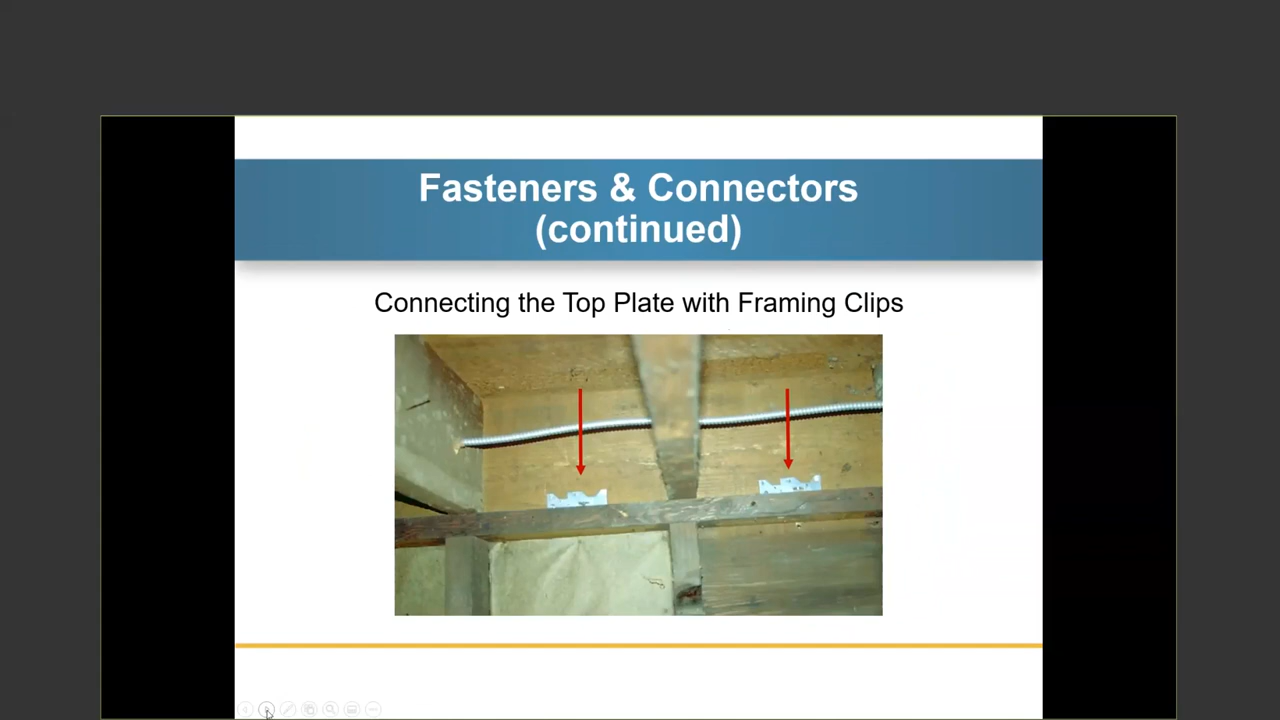 Fasteners & Connectors
(continued)
Connecting the Top Plate with Framing Clips